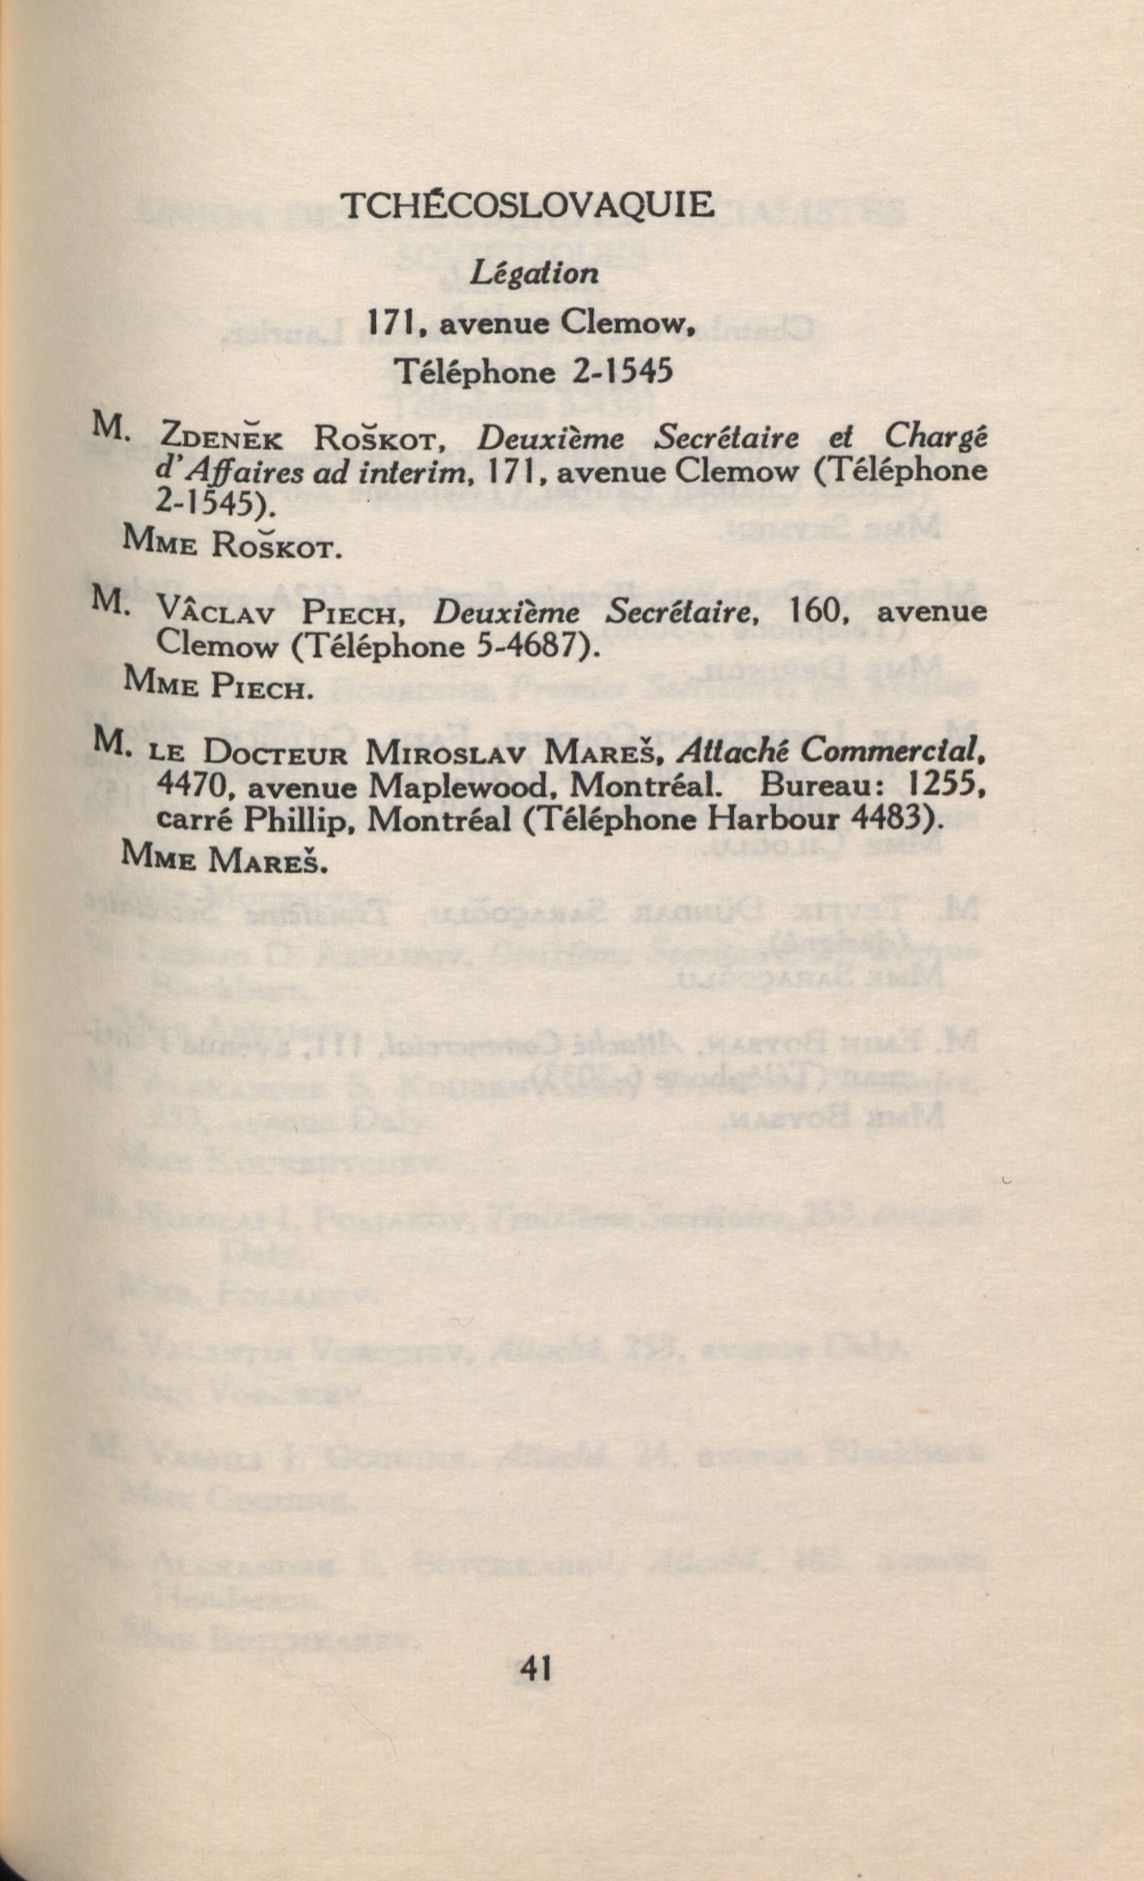 TCHÉCOSLOVAQUIE
Légation
171, avenue Clemow,
Téléphone 2-1545
M. ZDENĚK ROŠKOT, Deuxième Secrétaire et Chargé
d'Affaires ad interim, 171, avenue Clemow (Téléphone
2-1545).
MME ROŠKOT.
M. VÂCLAV PIECH, Deuxième Secrétaire, 160, avenue
Clemow (Téléphone 5-4687).
MME PIECH.
M. LE DOCTEUR MIROSLAV MAREŠ, Attaché Commercial,
4470, avenue Maplewood, Montréal. Bureau: 1255,
carré Phillip, Montréal (Téléphone Harbour 4483).
MME MAREŠ.
41